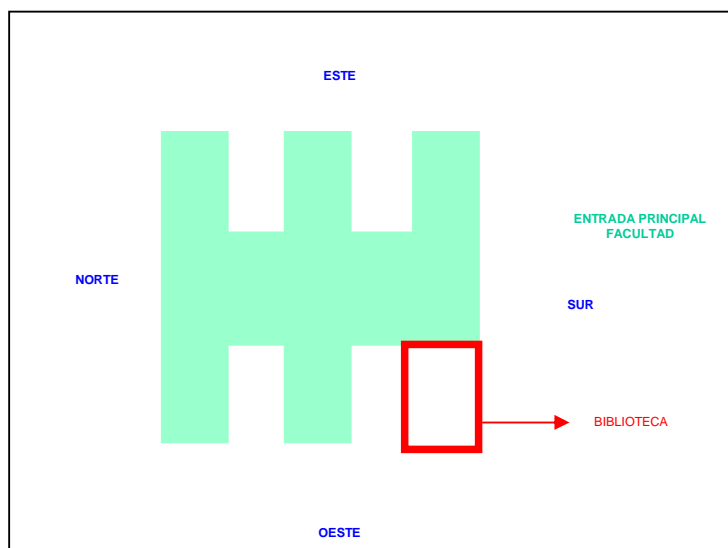 ESTE
ENTRADA PRINCIPAL
FACULTAD
NORTE
SUR
BIBLIOTECA
OESTE